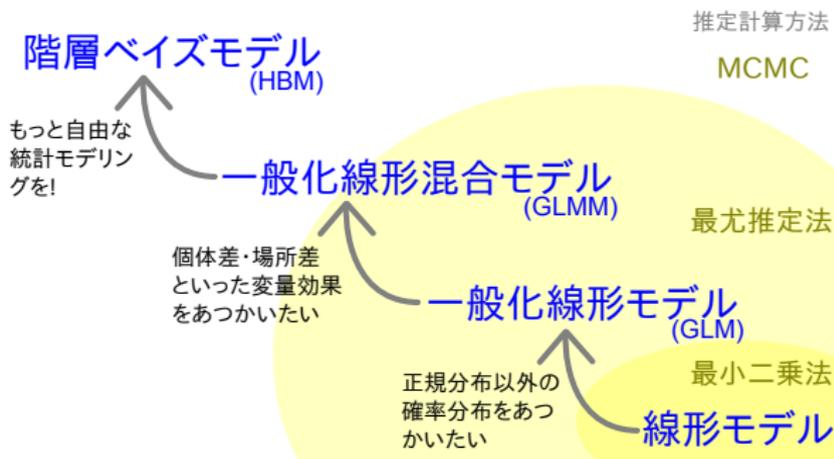 推定計算方法
MCMC
階層ベイズモデル
(HBM)
もっと自由な
統計モデリン
グを!
一般化線形混合モデル
(GLMM)
最尤推定法
個体差・場所差
といった変量効果
をあつかいたい
一般化線形モデル
(GLM)
最小二乗法
正規分布以外の
確率分布をあつ
かいたい
線形モデル